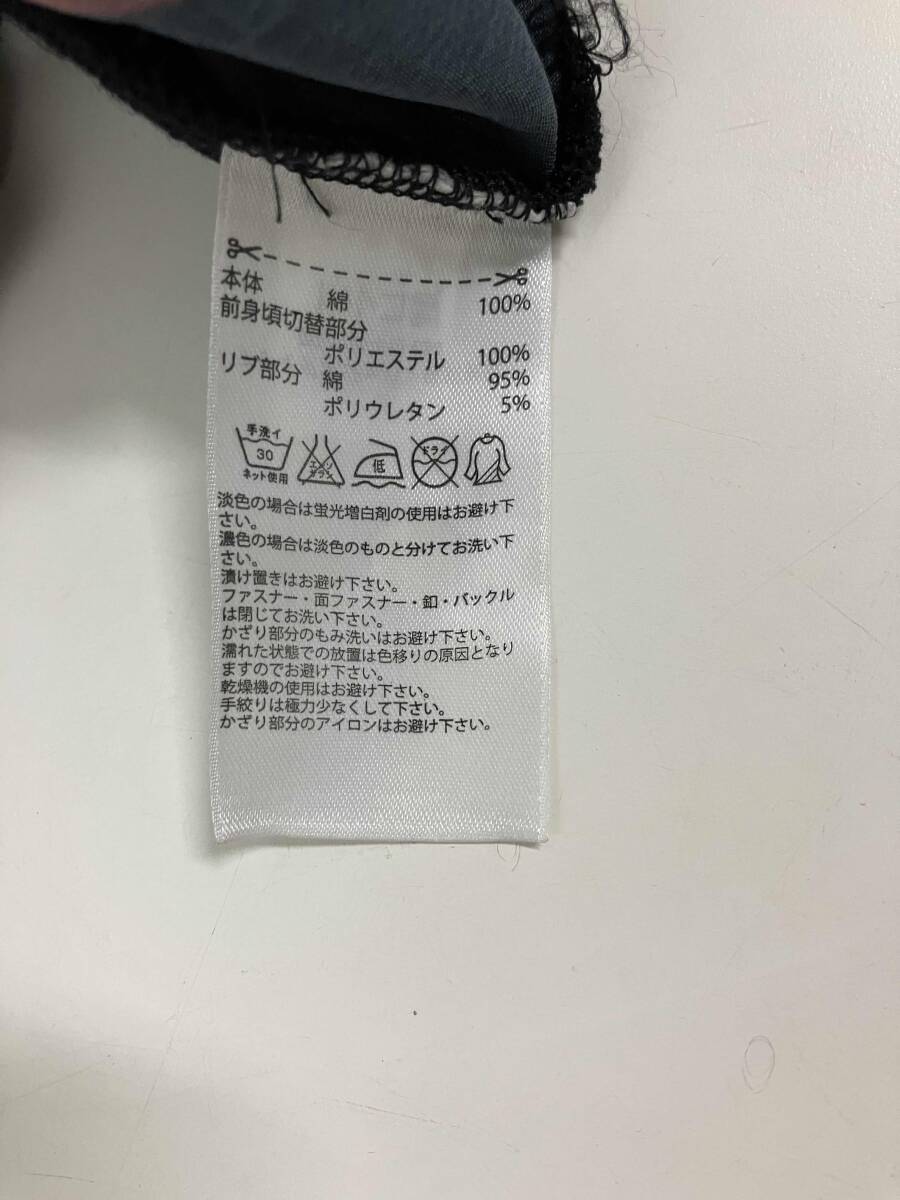 本体 綿 100%
前身頃切替部分
ポリエステル 100%
リブ部分 綿 95%
ポリウレタン 5%
手洗イ
30
ネット使用
エンソ
サラシ
低
ドライ
淡色の場合は蛍光増白剤の使用はお避け下
さい。
濃色の場合は淡色のものと分けてお洗い下
さい。
漬け置きはお避け下さい。
ファスナー・面ファスナー・釦・バックル
は閉じてお洗い下さい。
かざり部分のもみ洗いはお避け下さい。
濡れた状態での放置は色移りの原因となり
ますのでお避け下さい。
乾燥機の使用はお避け下さい。
手絞りは極力少なくして下さい。
かざり部分のアイロンはお避け下さい。